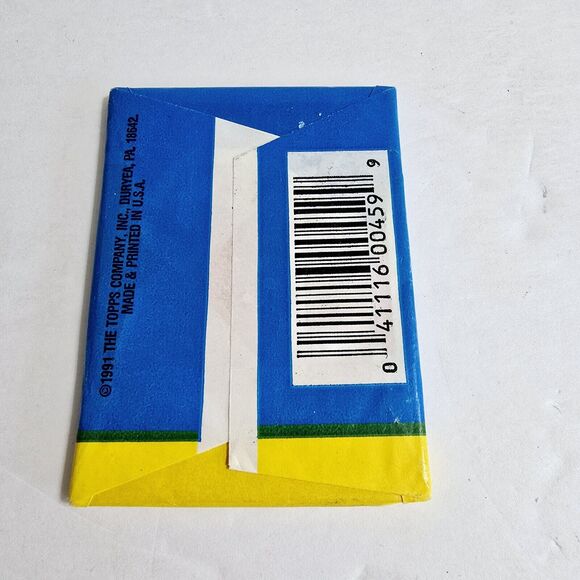 ©1991 THE TOPPS COMPANY, INC., DURYEA, PA. 18642.
MADE & PRINTED IN U.S.A.
0 41116 00459 9